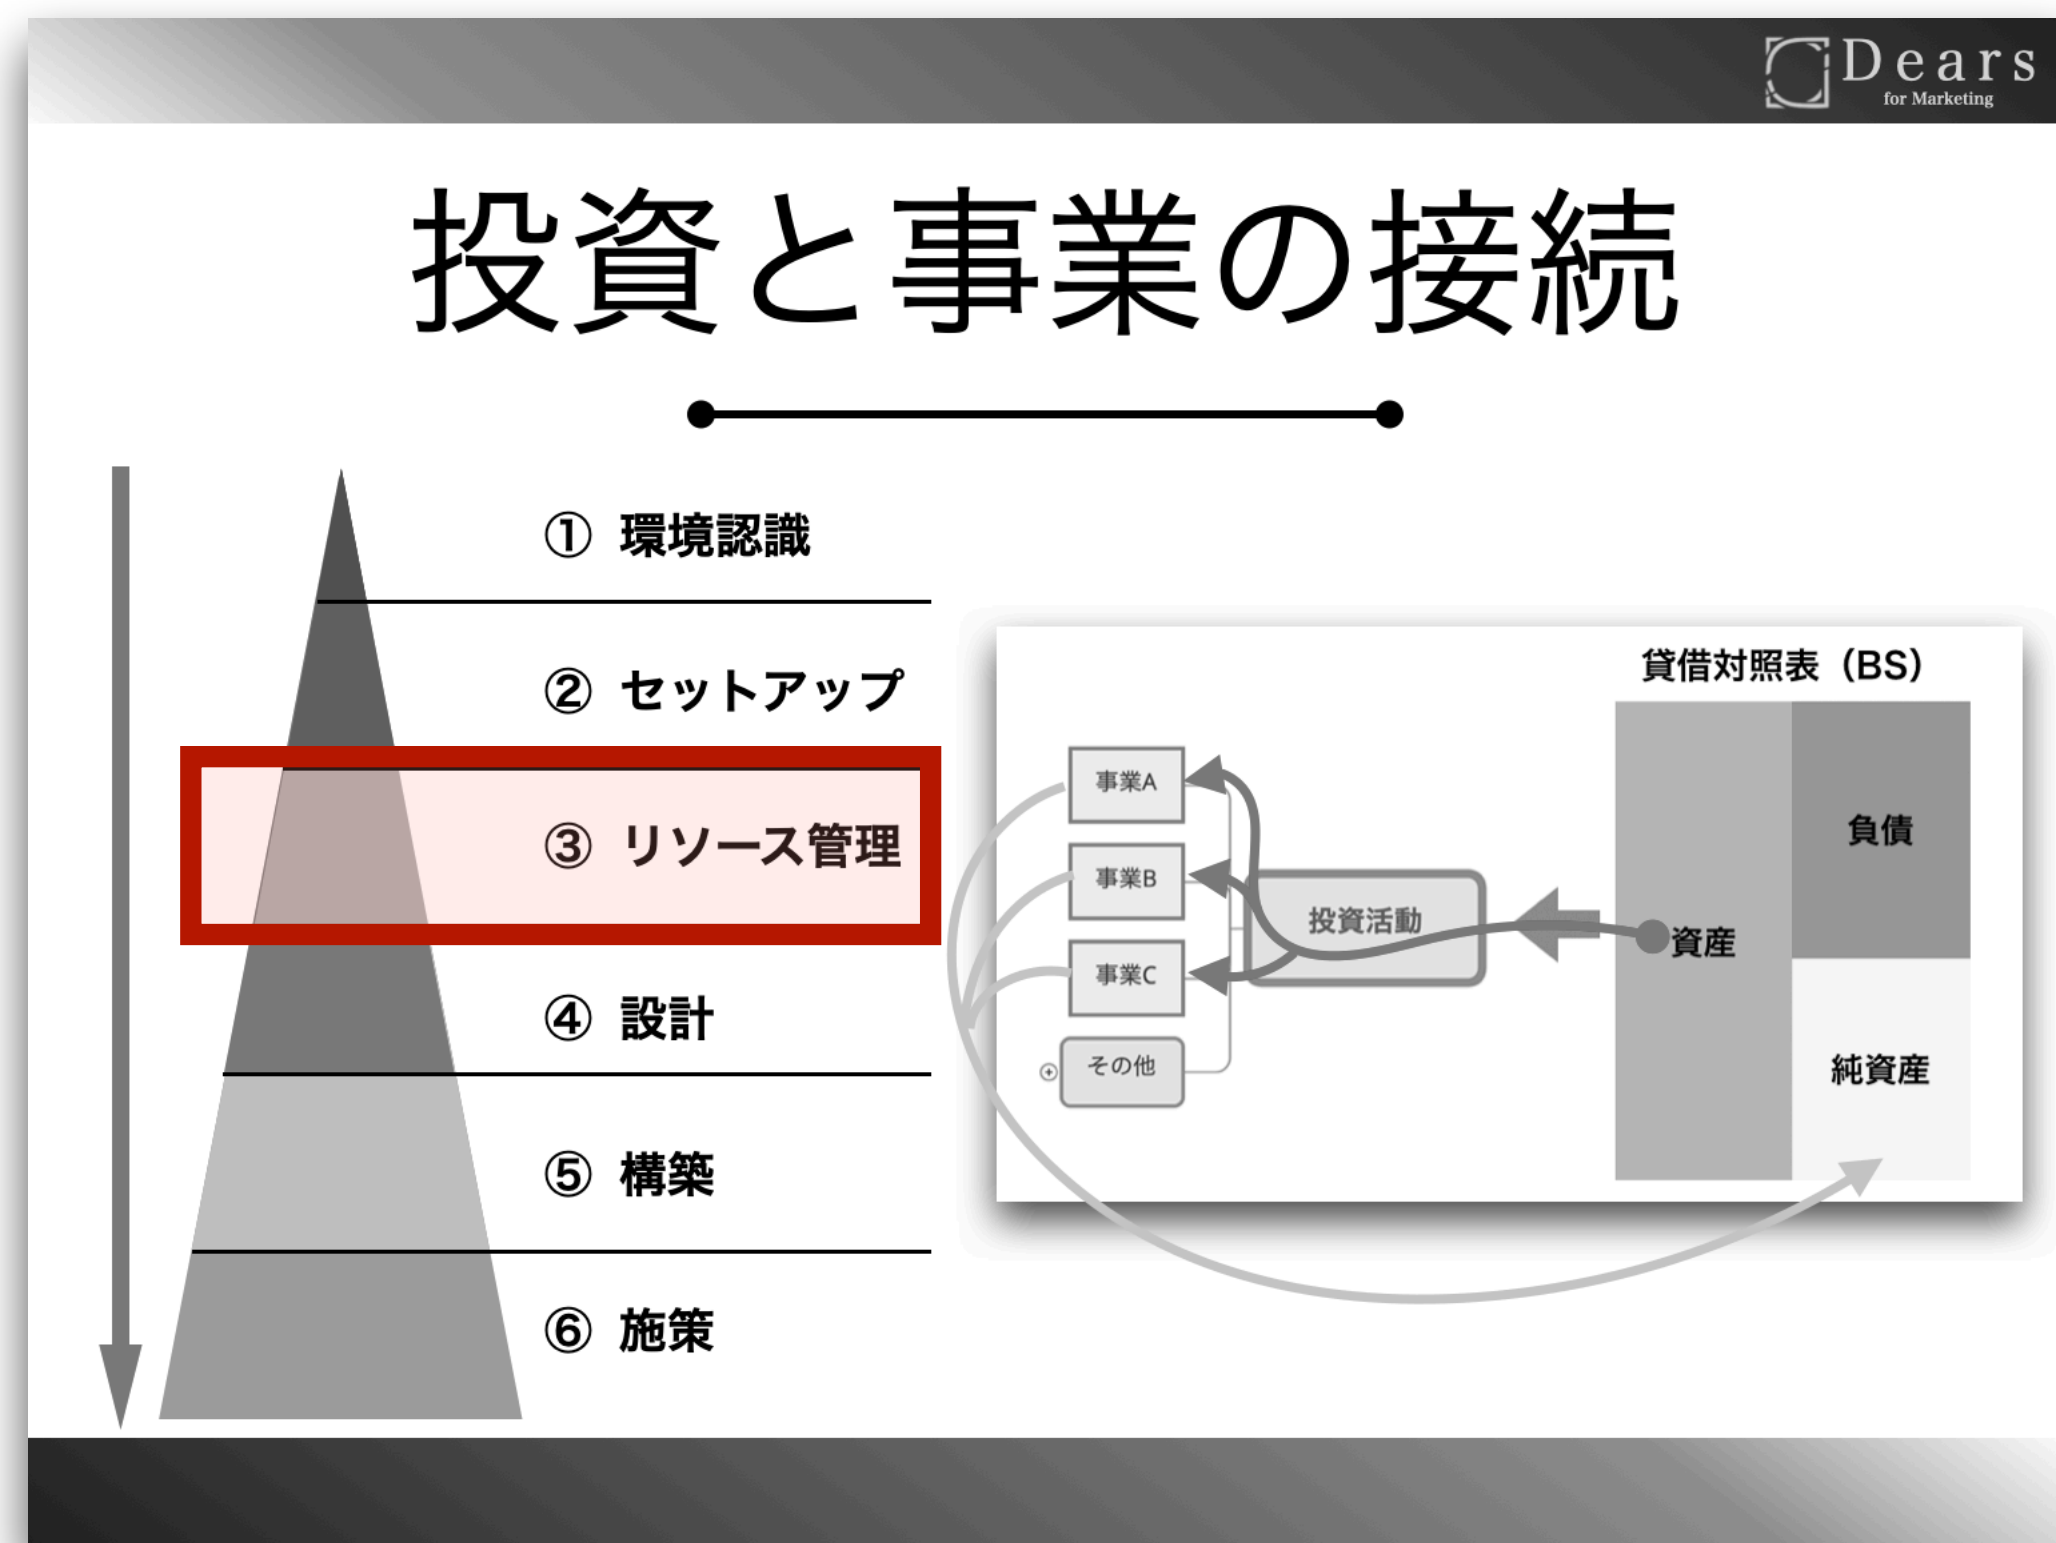 Dears
for Marketing
投資と事業の接続
① 環境認識
② セットアップ
③ リソース管理
④ 設計
⑤ 構築
⑥ 施策
貸借対照表（BS）
事業A
事業B
事業C
その他
投資活動
資産
負債
純資産